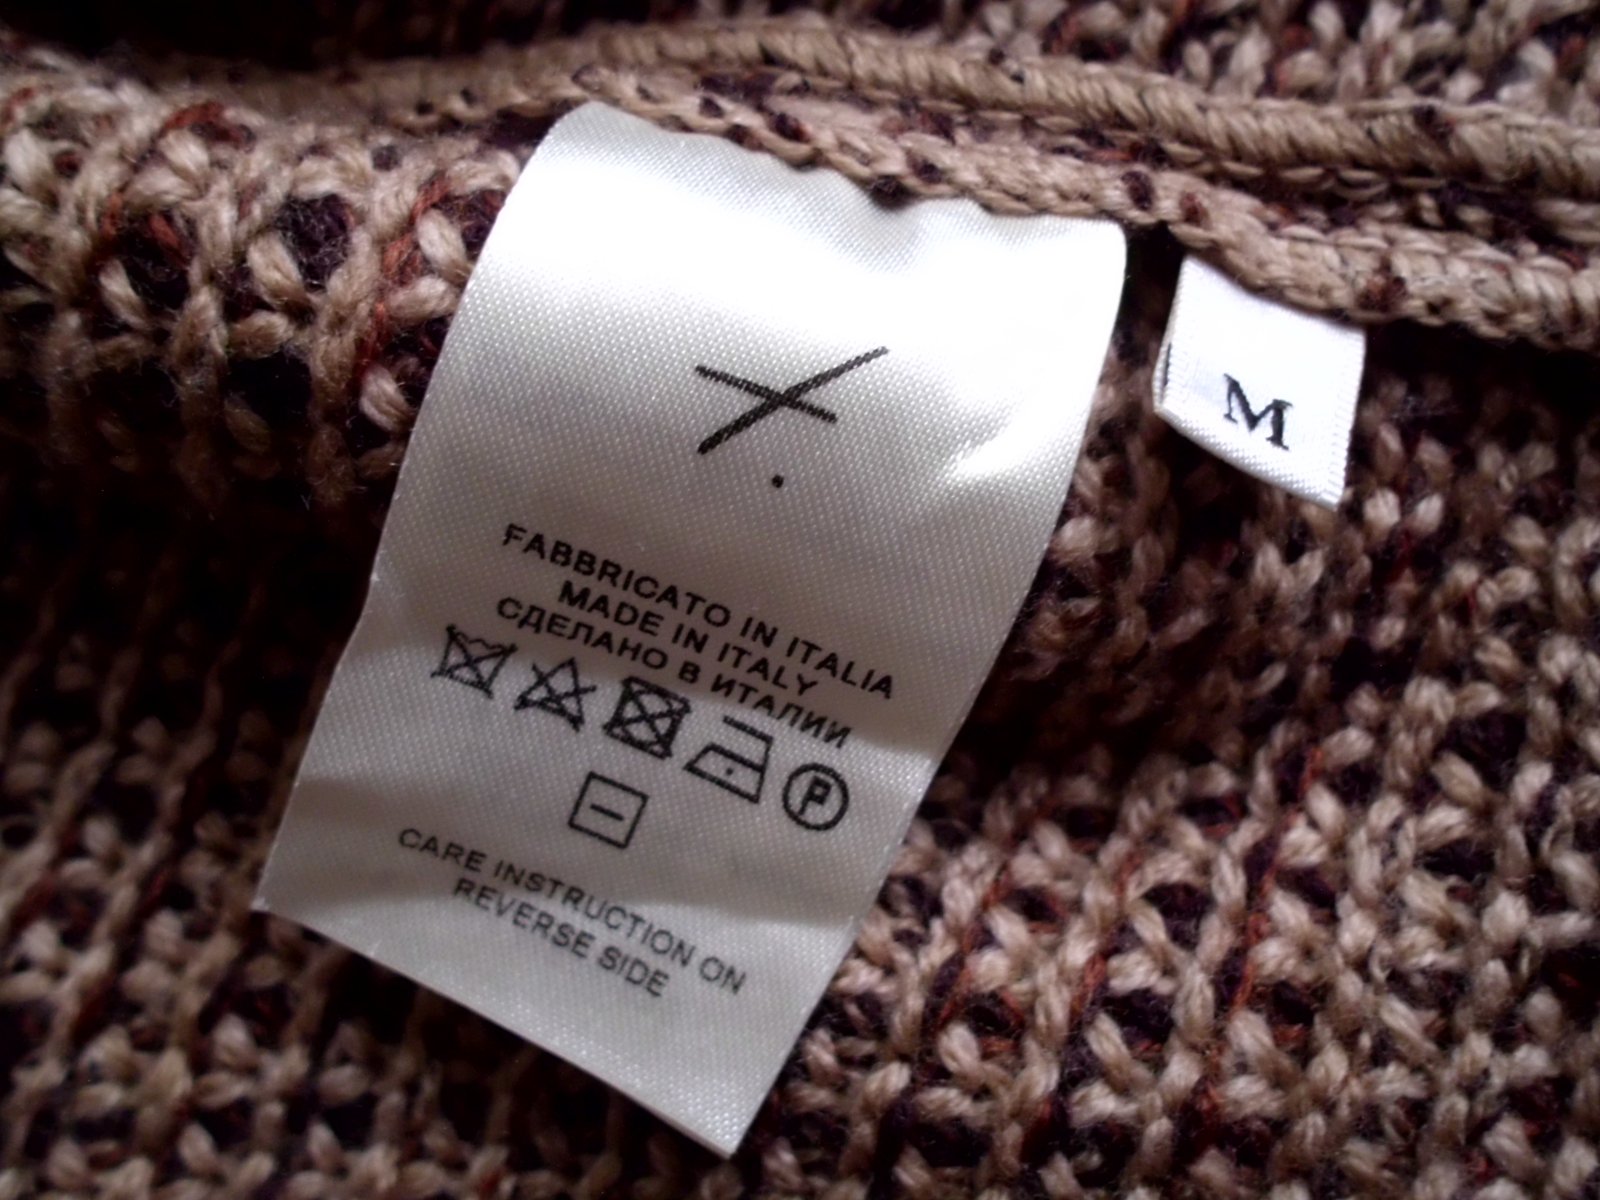 FABBRICATO IN ITALIA
MADE IN ITALY
СДЕЛАНО В ИТАЛИИ
P
CARE INSTRUCTION ON
REVERSE SIDE
M